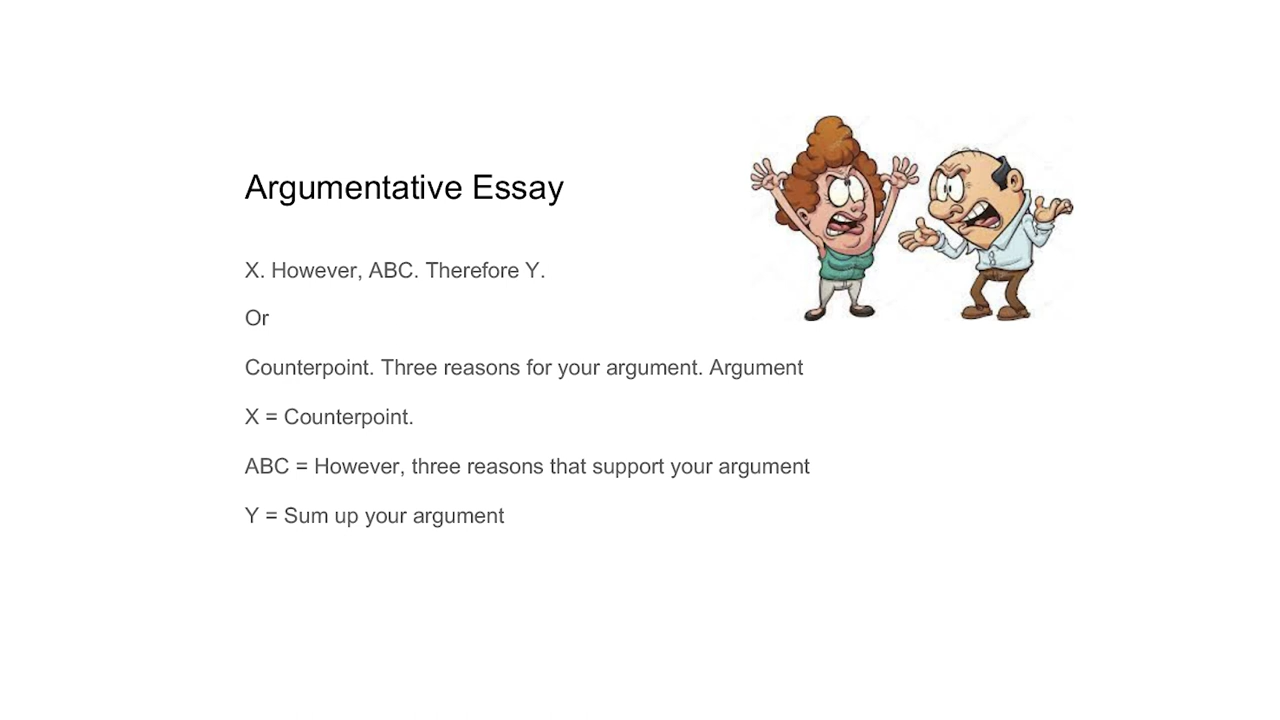 Argumentative Essay
X. However, ABC. Therefore Y.
Or
Counterpoint. Three reasons for your argument. Argument
X = Counterpoint.
ABC = However, three reasons that support your argument
Y = Sum up your argument